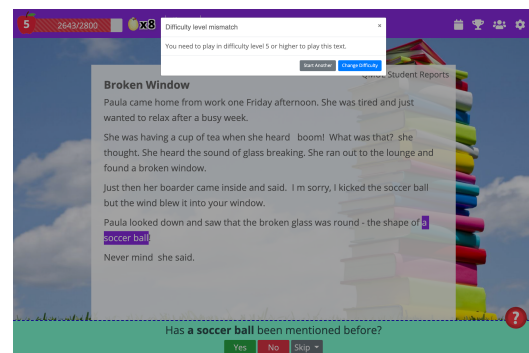 5
2643/2800
x8
Difficulty level mismatch
×
You need to play in difficulty level 5 or higher to play this text.
Start Another
Change Difficulty
Student Reports
Broken Window
Paula came home from work one Friday afternoon. She was tired and just
wanted to relax after a busy week.
She was having a cup of tea when she heard boom! What was that? she
thought. She heard the sound of glass breaking. She ran out to the lounge and
found a broken window.
Just then her boarder came inside and said. I m sorry, I kicked the soccer ball
but the wind blew it into your window.
Paula looked down and saw that the broken glass was round - the shape of a
soccer ball.
Never mind she said.
?
Has a soccer ball been mentioned before?
Yes
No
Skip